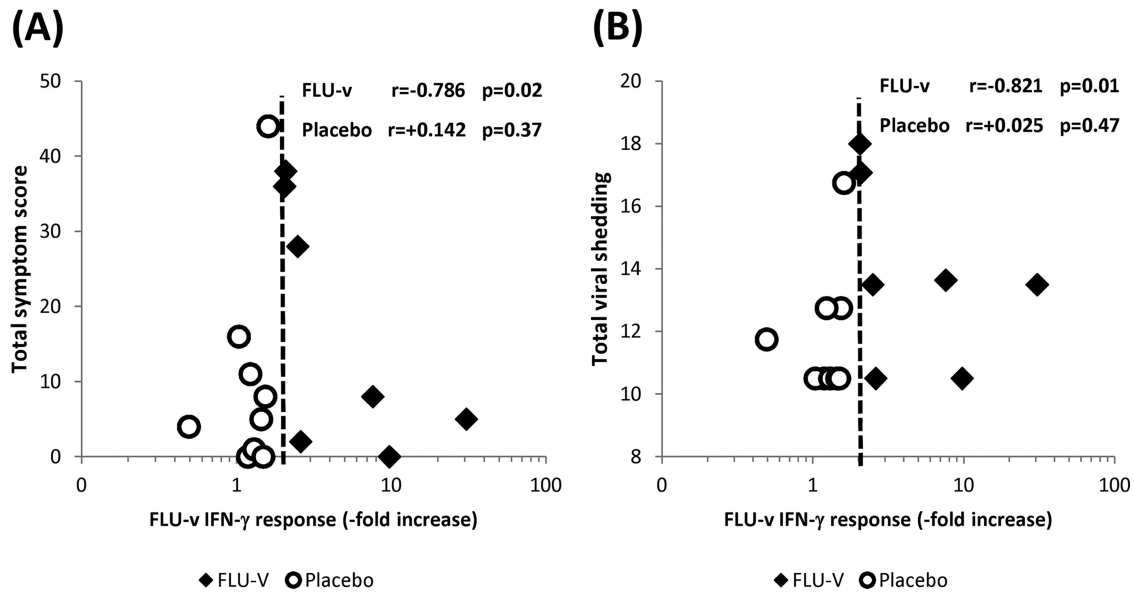 (A)
(B)
FLU-v r=-0.786 p=0.02
Placebo r=+0.142 p=0.37
Total symptom score
50
40
30
20
10
0
0 1 10 100
FLU-v IFN-γ response (-fold increase)
FLU-V Placebo
FLU-v r=-0.821 p=0.01
Placebo r=+0.025 p=0.47
Total viral shedding
20
18
16
14
12
10
8
0 1 10 100
FLU-v IFN-γ response (-fold increase)
FLU-V Placebo